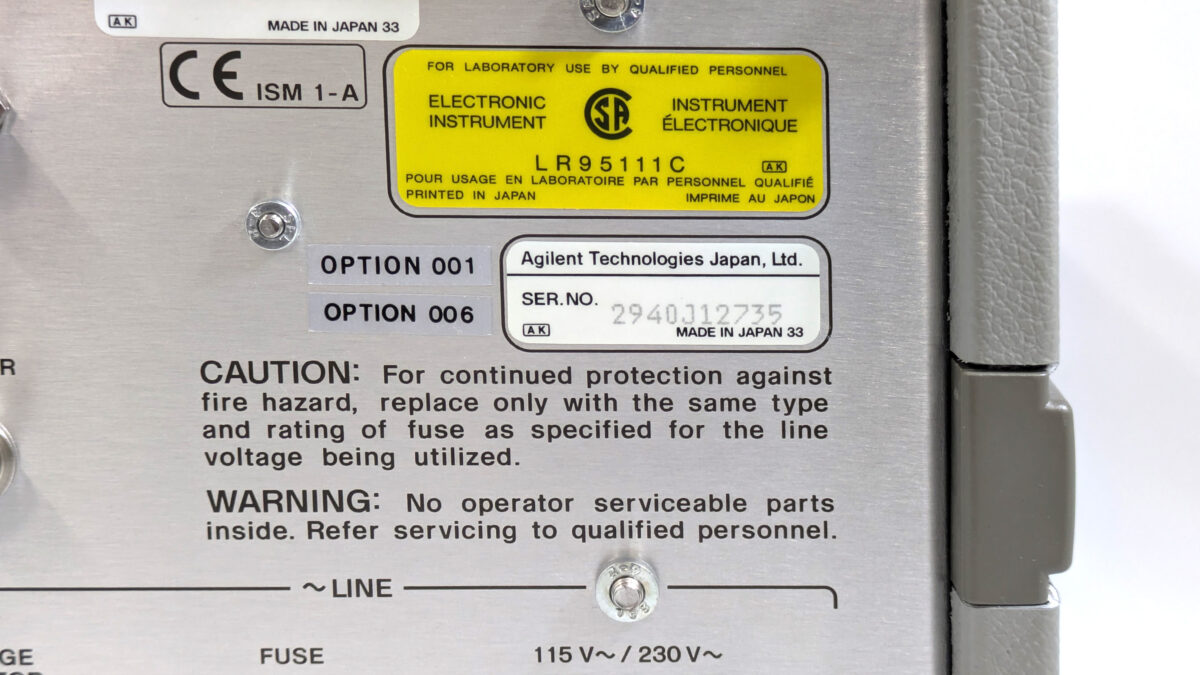 AK MADE IN JAPAN 33
CE ISM 1-A
FOR LABORATORY USE BY QUALIFIED PERSONNEL
ELECTRONIC INSTRUMENT
INSTRUMENT ÉLECTRONIQUE
LR95111C
AK
POUR USAGE EN LABORATOIRE PAR PERSONNEL QUALIFIÉ
PRINTED IN JAPAN IMPRIME AU JAPON
OPTION 001
OPTION 006
Agilent Technologies Japan, Ltd.
SER.NO. 2940J12735
AK MADE IN JAPAN 33
CAUTION: For continued protection against
fire hazard, replace only with the same type
and rating of fuse as specified for the line
voltage being utilized.
WARNING: No operator serviceable parts
inside. Refer servicing to qualified personnel.
~LINE
FUSE
115 V~ / 230 V~